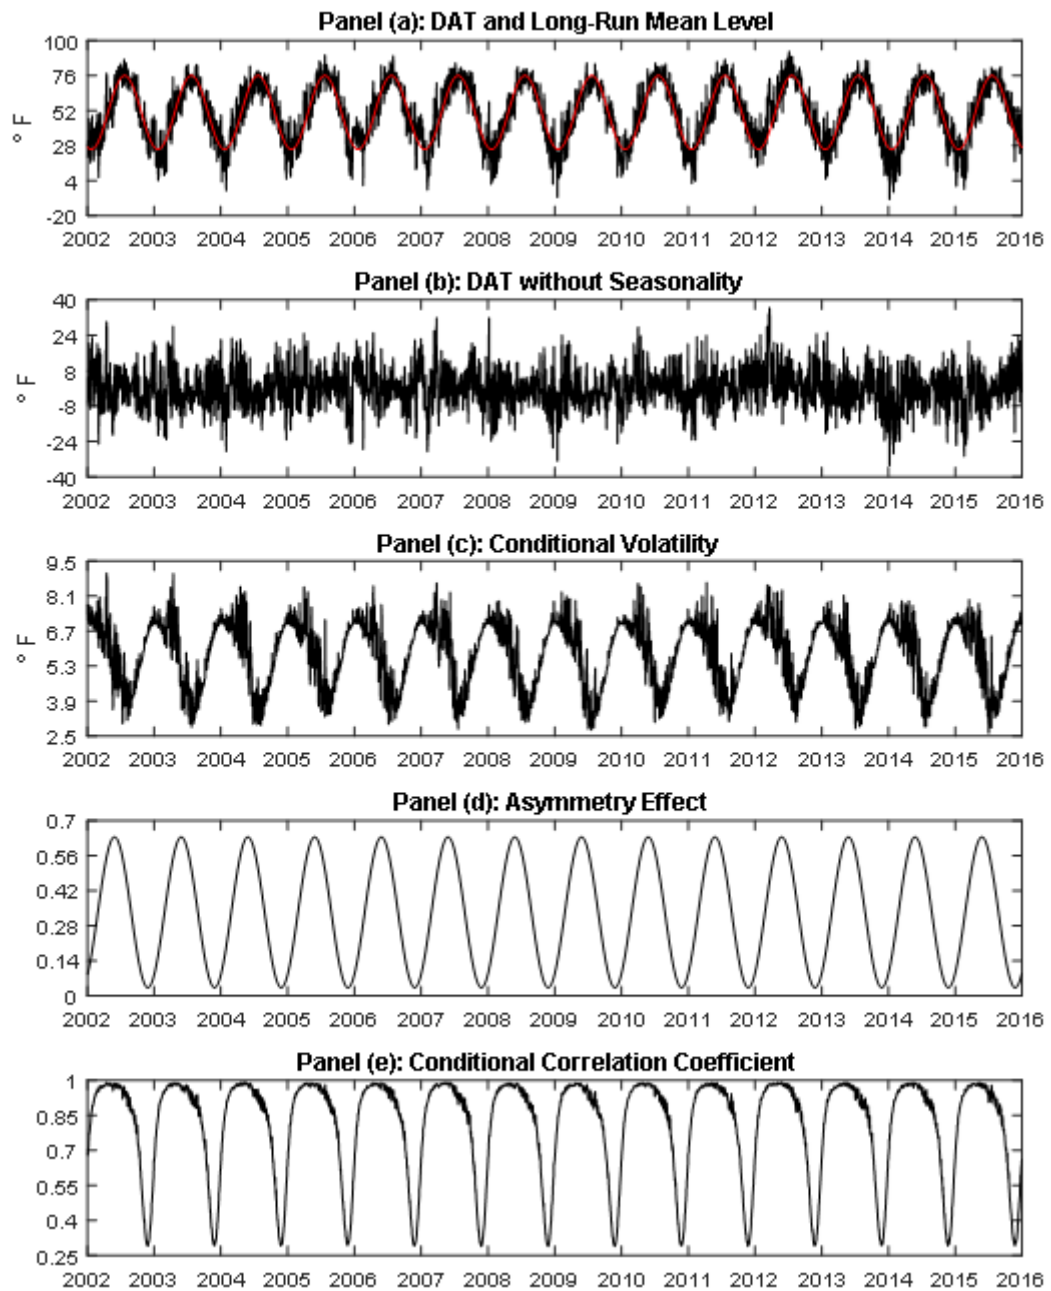 Panel (a): DAT and Long-Run Mean Level
100
76
52
28
4
-20
° F
2002 2003 2004 2005 2006 2007 2008 2009 2010 2011 2012 2013 2014 2015 2016
Panel (b): DAT without Seasonality
40
24
8
-8
-24
-40
° F
2002 2003 2004 2005 2006 2007 2008 2009 2010 2011 2012 2013 2014 2015 2016
Panel (c): Conditional Volatility
9.5
8.1
6.7
5.3
3.9
2.5
° F
2002 2003 2004 2005 2006 2007 2008 2009 2010 2011 2012 2013 2014 2015 2016
Panel (d): Asymmetry Effect
0.7
0.56
0.42
0.28
0.14
0
2002 2003 2004 2005 2006 2007 2008 2009 2010 2011 2012 2013 2014 2015 2016
Panel (e): Conditional Correlation Coefficient
1
0.85
0.7
0.55
0.4
0.25
2002 2003 2004 2005 2006 2007 2008 2009 2010 2011 2012 2013 2014 2015 2016